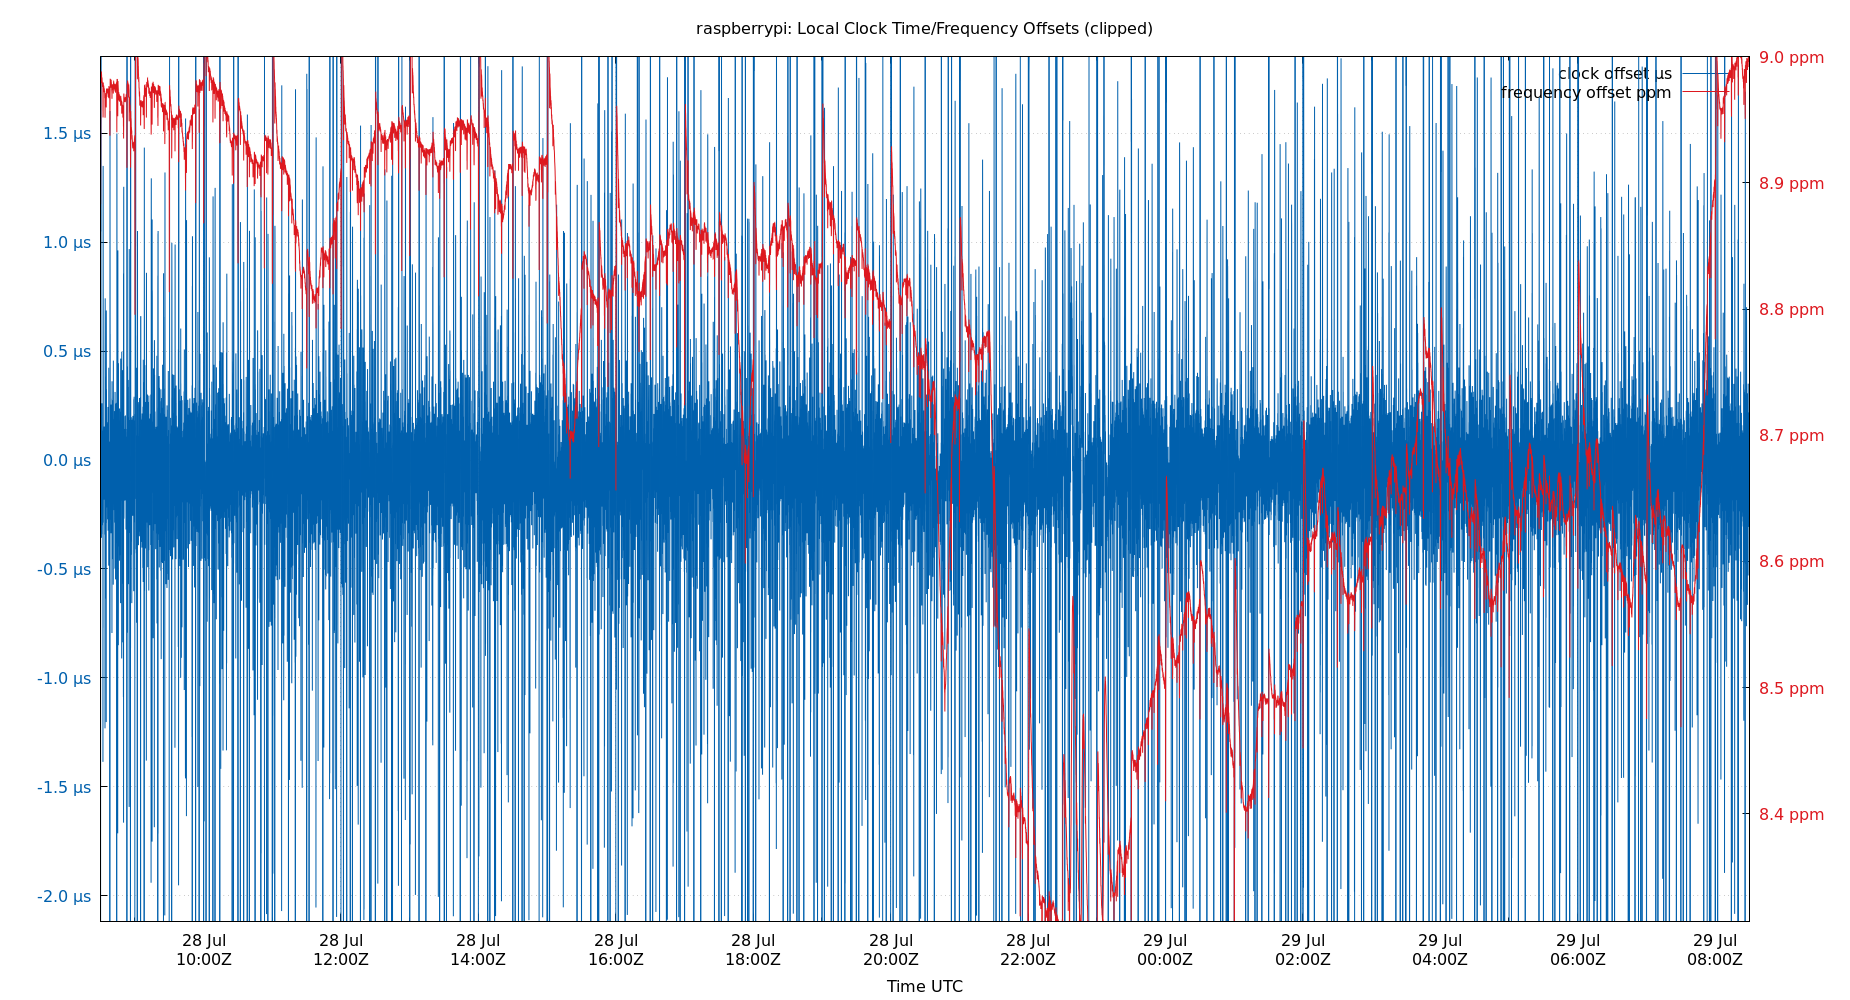 raspberrypi: Local Clock Time/Frequency Offsets (clipped)
clock offset µs
frequency offset ppm
1.5 µs
1.0 µs
0.5 µs
0.0 µs
-0.5 µs
-1.0 µs
-1.5 µs
-2.0 µs
9.0 ppm
8.9 ppm
8.8 ppm
8.7 ppm
8.6 ppm
8.5 ppm
8.4 ppm
28 Jul 28 Jul 28 Jul 28 Jul 28 Jul 28 Jul 28 Jul 29 Jul 29 Jul 29 Jul 29 Jul 29 Jul
10:00Z 12:00Z 14:00Z 16:00Z 18:00Z 20:00Z 22:00Z 00:00Z 02:00Z 04:00Z 06:00Z 08:00Z
Time UTC